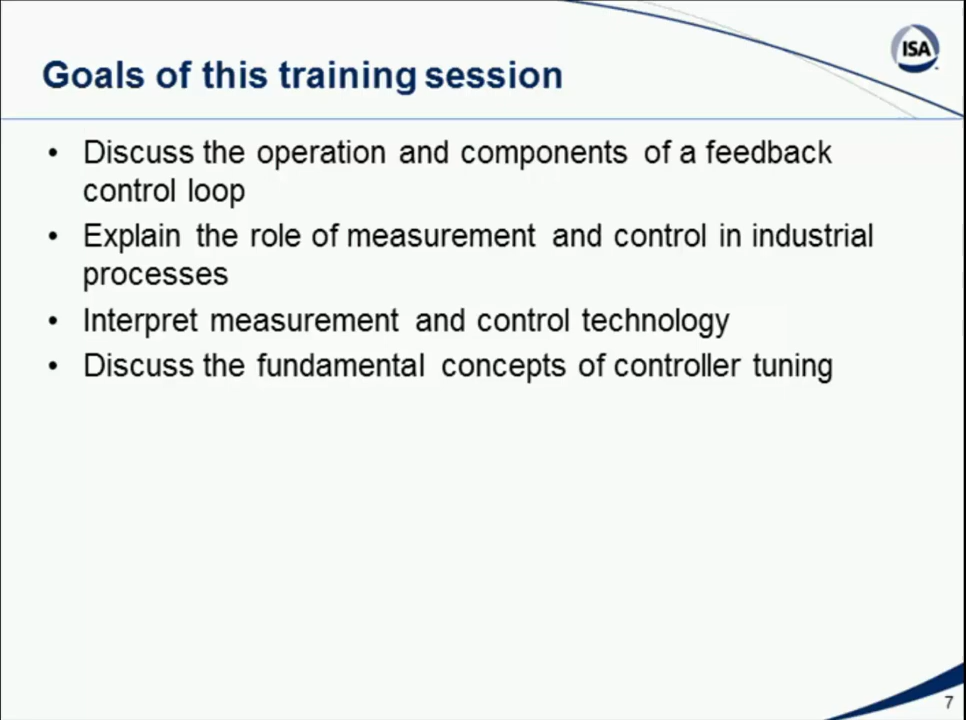 ISA
Goals of this training session
• Discuss the operation and components of a feedback
control loop
• Explain the role of measurement and control in industrial
processes
• Interpret measurement and control technology
• Discuss the fundamental concepts of controller tuning
7